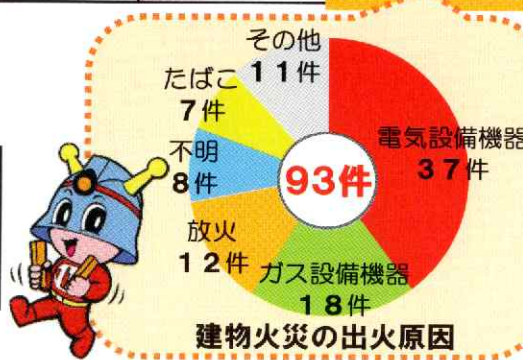 その他
11件
たばこ
7件
不明
8件
放火
12件
ガス設備機器
18件
電気設備機器
37件
93件
建物火災の出火原因